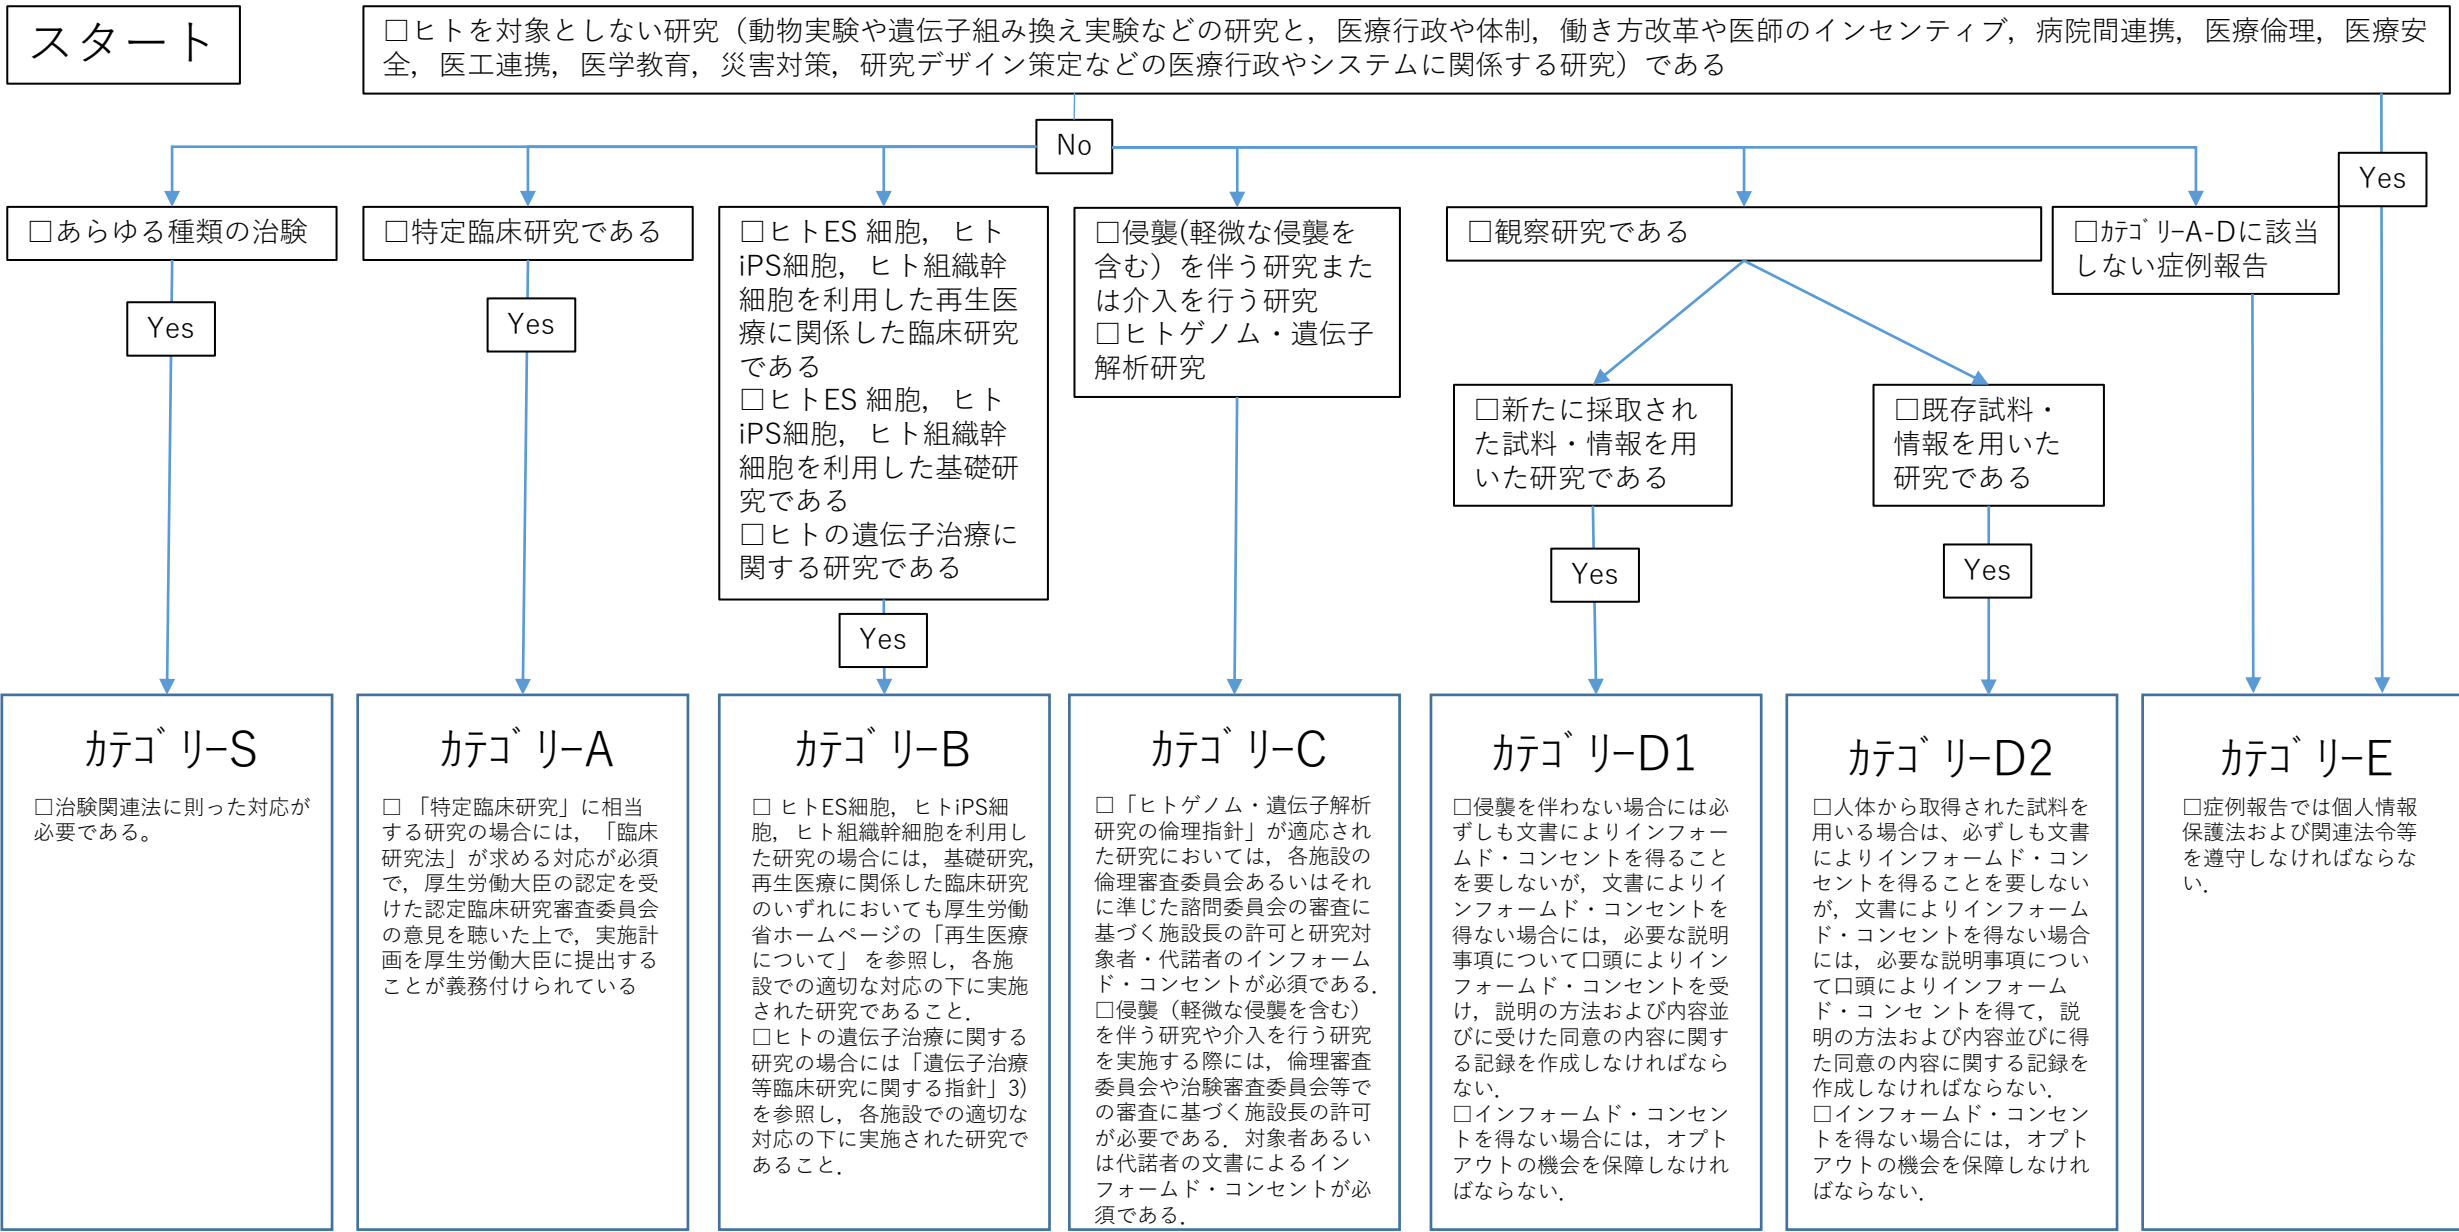 スタート
□ヒトを対象としない研究（動物実験や遺伝子組み換え実験などの研究と，医療行政や体制，働き方改革や医師のインセンティブ，病院間連携，医療倫理，医療安
全，医工連携，医学教育，災害対策，研究デザイン策定などの医療行政やシステムに関係する研究）である
No
Yes
□あらゆる種類の治験
Yes
□特定臨床研究である
Yes
□ヒトES 細胞，ヒト
iPS細胞，ヒト組織幹
細胞を利用した再生医
療に関係した臨床研究
である
□ヒトES 細胞，ヒト
iPS細胞，ヒト組織幹
細胞を利用した基礎研
究である
□ヒトの遺伝子治療に
関する研究である
Yes
□侵襲(軽微な侵襲を
含む）を伴う研究また
は介入を行う研究
□ヒトゲノム・遺伝子
解析研究
□観察研究である
□新たに採取され
た試料・情報を用
いた研究である
Yes
□既存試料・
情報を用いた
研究である
Yes
□ｶﾃｺﾞﾘｰA-Dに該当
しない症例報告
ｶﾃｺﾞﾘｰS
□治験関連法に則った対応が
必要である。
ｶﾃｺﾞﾘｰA
□ 「特定臨床研究」に相当
する研究の場合には，「臨床
研究法」が求める対応が必須
で，厚生労働大臣の認定を受
けた認定臨床研究審査委員会
の意見を聴いた上で，実施計
画を厚生労働大臣に提出する
ことが義務付けられている
ｶﾃｺﾞﾘｰB
□ ヒトES細胞，ヒトiPS細
胞，ヒト組織幹細胞を利用し
た研究の場合には，基礎研究，
再生医療に関係した臨床研究
のいずれにおいても厚生労働
省ホームページの「再生医療
について」 を参照し，各施
設での適切な対応の下に実施
された研究であること．
□ヒトの遺伝子治療に関する
研究の場合には「遺伝子治療
等臨床研究に関する指針」3)
を参照し，各施設での適切な
対応の下に実施された研究で
あること．
ｶﾃｺﾞﾘｰC
□「ヒトゲノム・遺伝子解析
研究の倫理指針」が適応され
た研究においては，各施設の
倫理審査委員会あるいはそれ
に準じた諮問委員会の審査に
基づく施設長の許可と研究対
象者・代諾者のインフォーム
ド・コンセントが必須である．
□侵襲（軽微な侵襲を含む）
を伴う研究や介入を行う研究
を実施する際には，倫理審査
委員会や治験審査委員会等で
の審査に基づく施設長の許可
が必要である．対象者あるい
は代諾者の文書によるイン
フォームド・コンセントが必
須である．
ｶﾃｺﾞﾘｰD1
□侵襲を伴わない場合には必
ずしも文書によりインフォー
ムド・コンセントを得ること
を要しないが，文書によりイ
ンフォームド・コンセントを
得ない場合には，必要な説明
事項について口頭によりイン
フォームド・コンセントを受
け，説明の方法および内容並
びに受けた同意の内容に関す
る記録を作成しなければなら
ない．
□インフォームド・コンセン
トを得ない場合には，オプト
アウトの機会を保障しなけれ
ばならない．
ｶﾃｺﾞﾘｰD2
□人体から取得された試料を
用いる場合は、必ずしも文書
によりインフォームド・コン
セントを得ることを要しない
が，文書によりインフォーム
ド・コンセントを得ない場合
には，必要な説明事項につい
て口頭によりインフォーム
ド・コ ンセ ントを得て，説
明の方法および内容並びに得
た同意の内容に関する記録を
作成しなければならない．
□インフォームド・コンセン
トを得ない場合には，オプト
アウトの機会を保障しなけれ
ばならない．
ｶﾃｺﾞﾘｰE
□症例報告では個人情報
保護法および関連法令等
を遵守しなければならな
い．